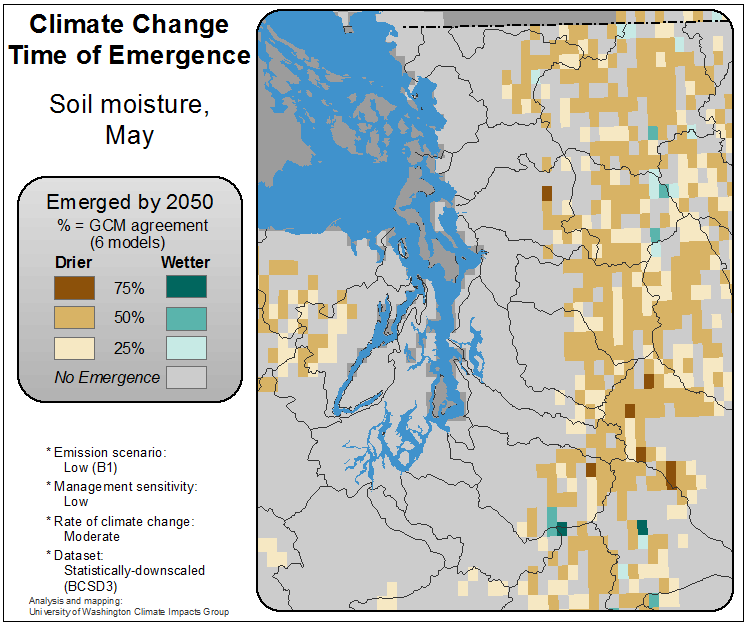 Climate Change
Time of Emergence
Soil moisture,
May
Emerged by 2050
% = GCM agreement
(6 models)
Drier Wetter
75%
50%
25%
No Emergence
* Emission scenario:
Low (B1)
* Management sensitivity:
Low
* Rate of climate change:
Moderate
* Dataset:
Statistically-downscaled
(BCSD3)
Analysis and mapping:
University of Washington Climate Impacts Group